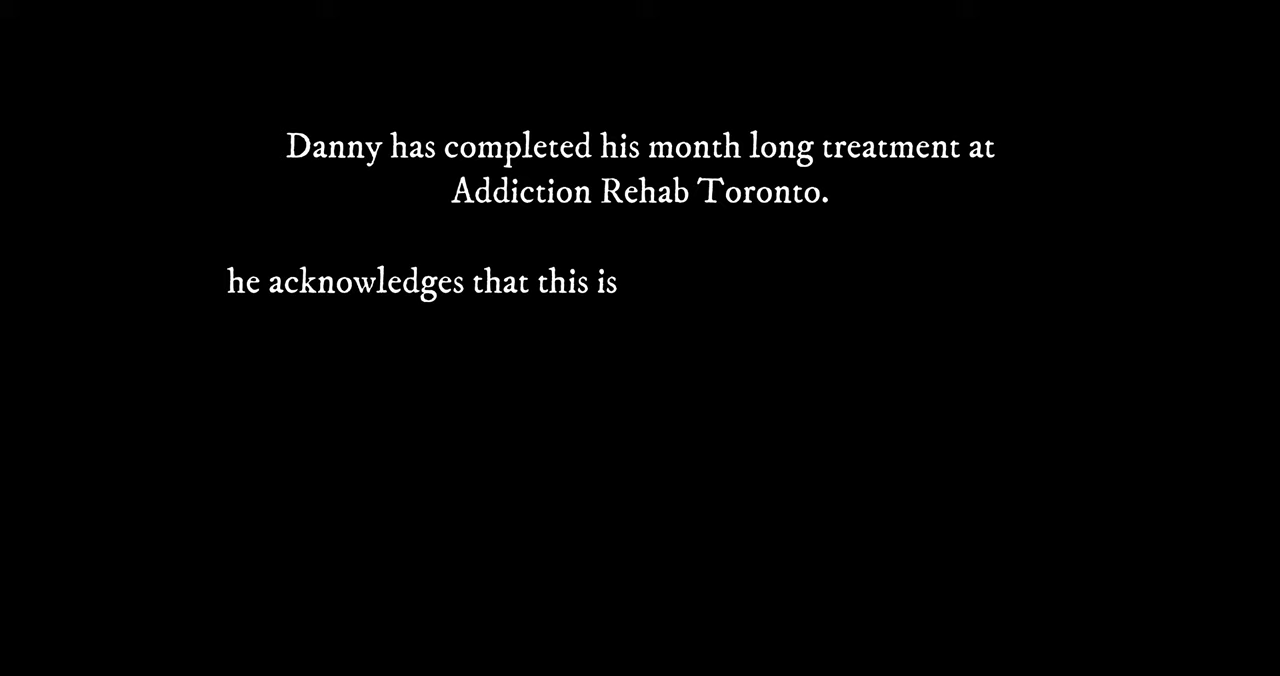 Danny has completed his month long treatment at
Addiction Rehab Toronto.
he acknowledges that this is